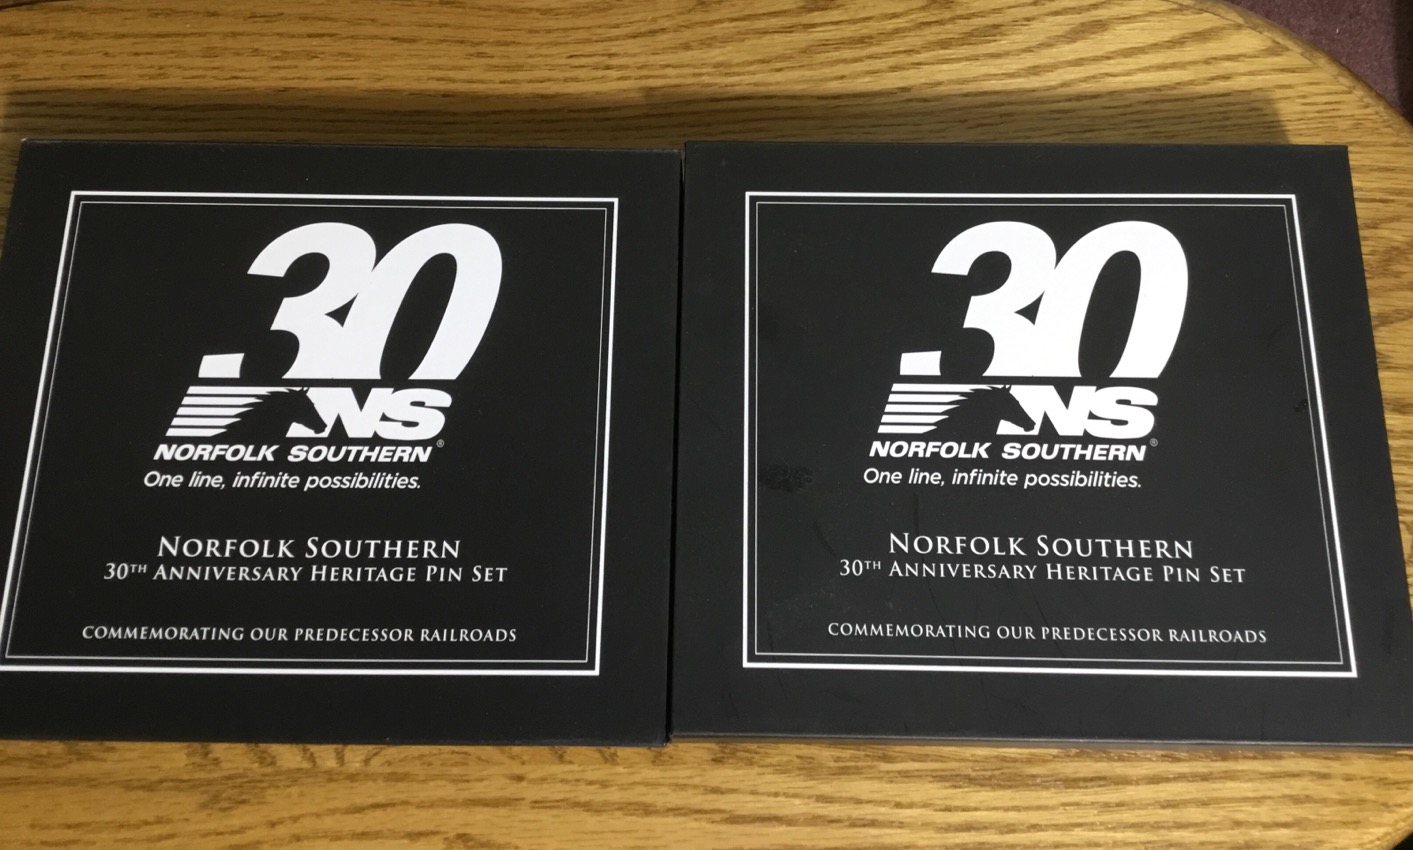 30
NS
NORFOLK SOUTHERN®
One line, infinite possibilities.
NORFOLK SOUTHERN
30TH ANNIVERSARY HERITAGE PIN SET
COMMEMORATING OUR PREDECESSOR RAILROADS
30
NS
NORFOLK SOUTHERN®
One line, infinite possibilities.
NORFOLK SOUTHERN
30TH ANNIVERSARY HERITAGE PIN SET
COMMEMORATING OUR PREDECESSOR RAILROADS